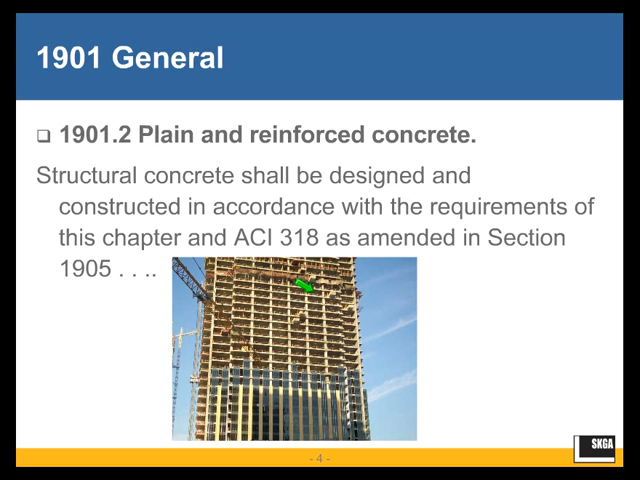 1901 General
1901.2 Plain and reinforced concrete.
Structural concrete shall be designed and
constructed in accordance with the requirements of
this chapter and ACI 318 as amended in Section
1905 . . ..
SKGA
- 4 -